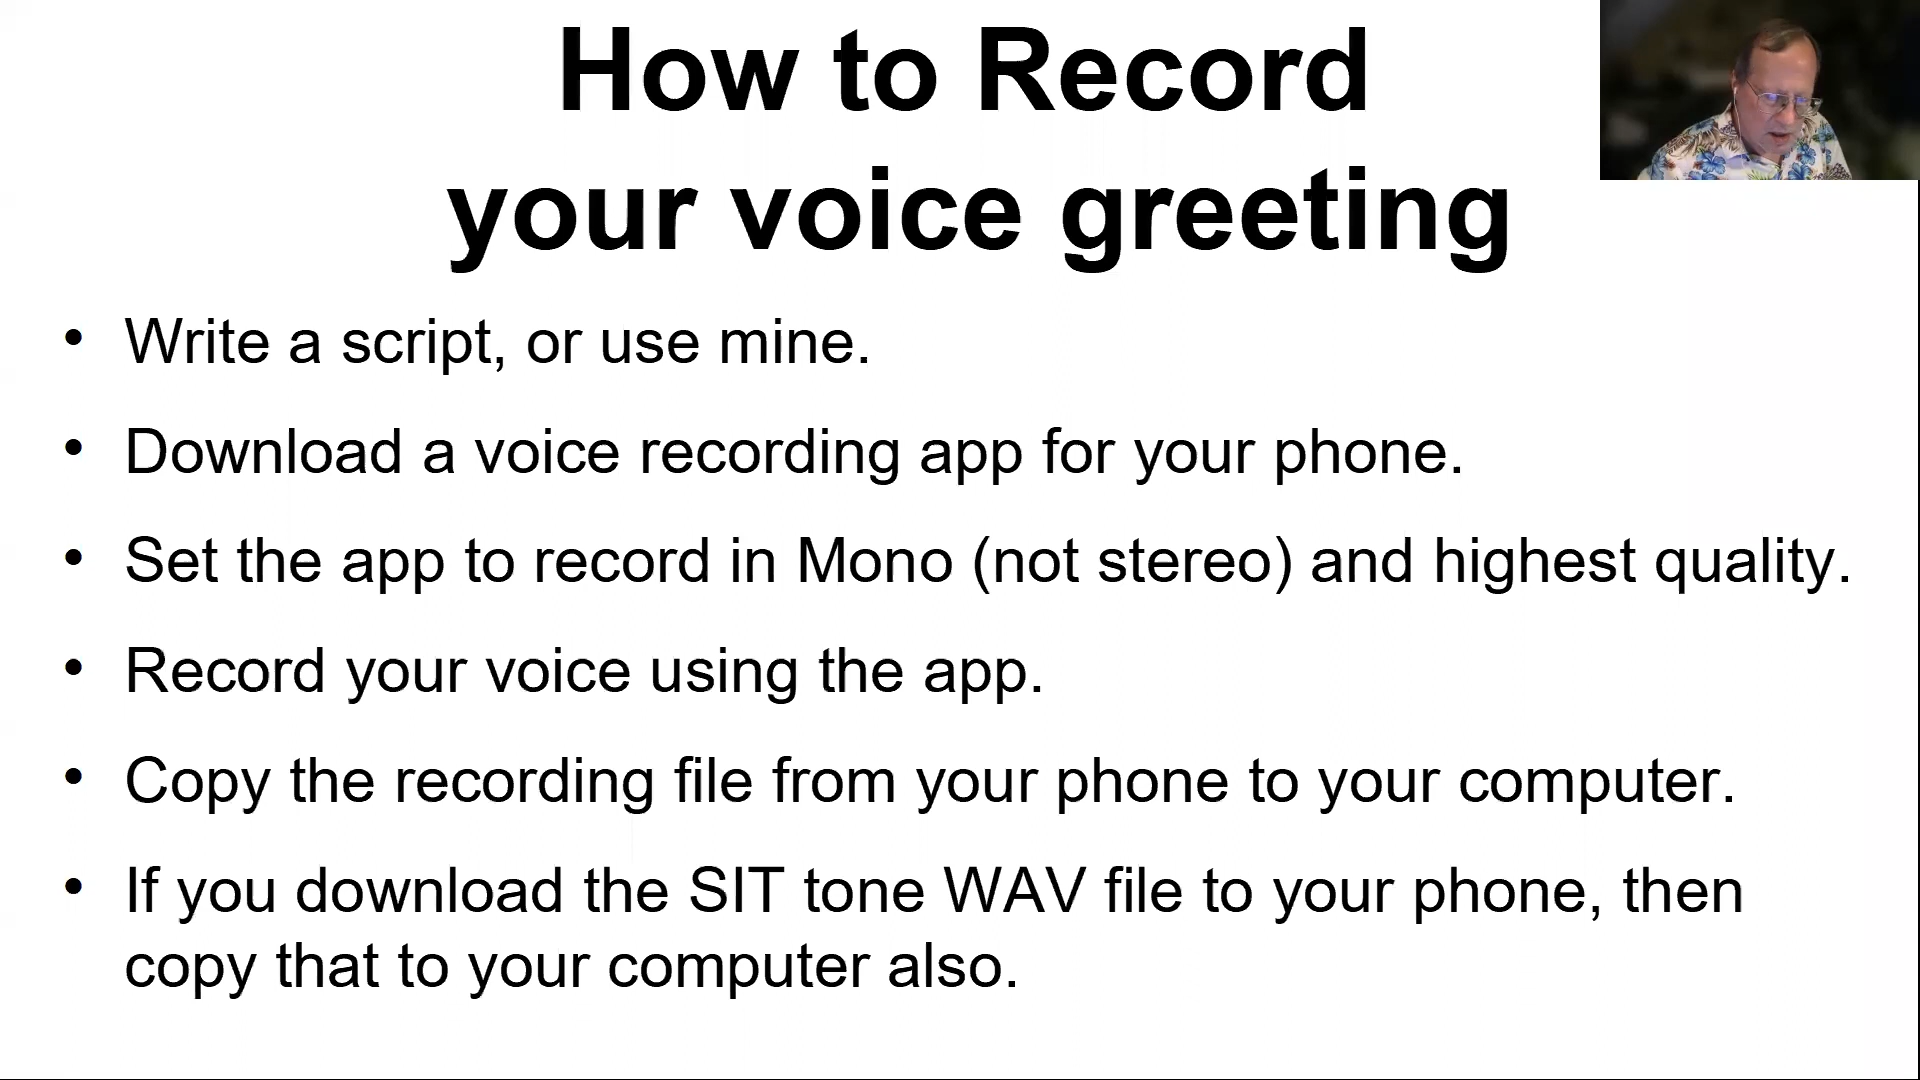 How to Record
your voice greeting
• Write a script, or use mine.
• Download a voice recording app for your phone.
• Set the app to record in Mono (not stereo) and highest quality.
• Record your voice using the app.
• Copy the recording file from your phone to your computer.
• If you download the SIT tone WAV file to your phone, then
copy that to your computer also.